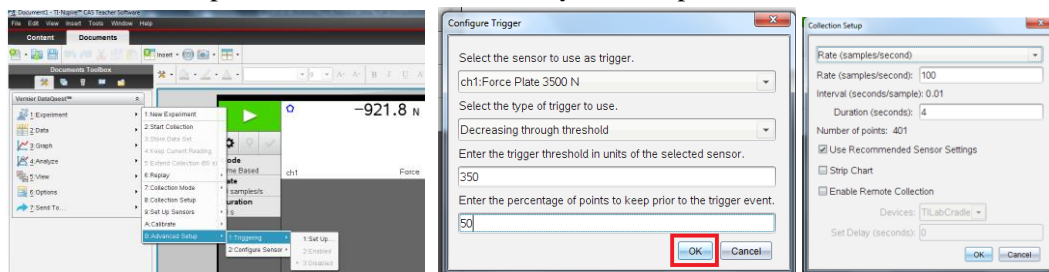 Document1 - TI-Nspire™ CAS Teacher Software
File Edit View Insert Tools Window Help
Content Documents
Insert
Documents Toolbox
Vernier DataQuest™
1:Experiment
2:Data
3:Graph
4:Analyze
5:View
6:Options
7:Send To...
1:New Experiment
2:Start Collection
3:Store Data Set
4:Keep Current Reading
6:Replay
7:Collection Mode
8:Collection Setup
9:Set Up Sensors
A:Calibrate
B:Advanced Setup
1:Triggering
2:Configure Sensor
1:Set Up...
2:Enabled
3:Disabled
-921.8 N
ode
me Based
ate
samples/s
uration
s
ch1
Force
Configure Trigger
Select the sensor to use as trigger.
ch1:Force Plate 3500 N
Select the type of trigger to use.
Decreasing through threshold
Enter the trigger threshold in units of the selected sensor.
350
Enter the percentage of points to keep prior to the trigger event.
50
OK Cancel
Collection Setup
Rate (samples/second)
Rate (samples/second): 100
Interval (seconds/sample): 0.01
Duration (seconds): 4
Number of points: 401
Use Recommended Sensor Settings
Strip Chart
Enable Remote Collection
Devices: TILabCradle
Set Delay (seconds): 0
OK Cancel